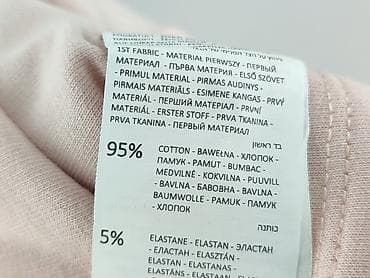 1ST FABRIC - MATERIAL PIERWSZY - ПЕРВЫЙ
МАТЕРИАЛ - ПЪРВА МАТЕРИЯ - ELSŐ SZÖVET
- PRIMUL MATERIAL - PIRMAS AUDINYS -
PIRMAIS MATERIĀLS - ESIMENE KANGAS - PRVÝ
MATERIÁL - ПЕРШИЙ МАТЕРІАЛ - PRVNÍ
MATERIÁL - ERSTER STOFF - PRVA TKANINA -
PRVA TKANINA - ПЕРВЫЙ МАТЕРИАЛ
בד ראשון
95% COTTON - BAWEŁNA - ХЛОПОК -
ПАМУК - PAMUT - BUMBAC -
MEDVILNĖ - KOKVILNA - PUUVILL
- BAVLNA - БАВОВНА - BAVLNA -
BAUMWOLLE - PAMUK - ПАМУК
- ХЛОПОК
כותנה
5% ELASTANE - ELASTAN - ЭЛАСТАН
- ЕЛАСТАН - ELASZTÁN -
ELASTAN - ELASTANAS -